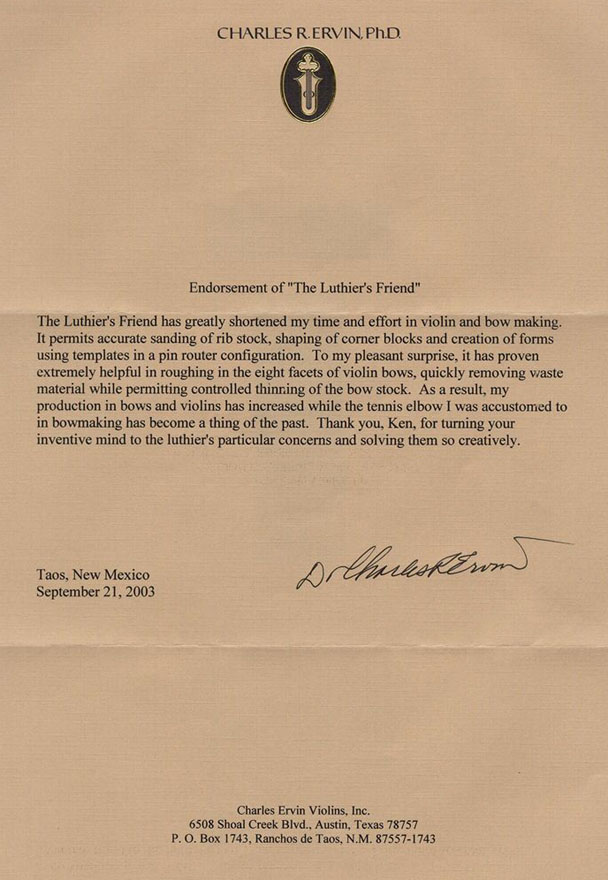 CHARLES R. ERVIN, Ph.D.
Endorsement of "The Luthier's Friend"
The Luthier's Friend has greatly shortened my time and effort in violin and bow making.
It permits accurate sanding of rib stock, shaping of corner blocks and creation of forms
using templates in a pin router configuration.  To my pleasant surprise, it has proven
extremely helpful in roughing in the eight facets of violin bows, quickly removing waste
material while permitting controlled thinning of the bow stock.  As a result, my
production in bows and violins has increased while the tennis elbow I was accustomed to
in bowmaking has become a thing of the past.  Thank you, Ken, for turning your
inventive mind to the luthier's particular concerns and solving them so creatively.
Dr Charles R Ervin
Taos, New Mexico
September 21, 2003
Charles Ervin Violins, Inc.
6508 Shoal Creek Blvd., Austin, Texas 78757
P. O. Box 1743, Ranchos de Taos, N.M. 87557-1743